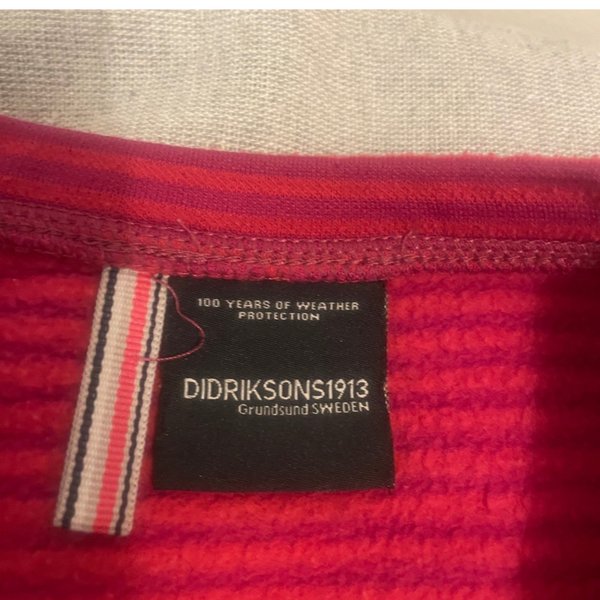 100 YEARS OF WEATHER
PROTECTION
DIDRIKSONS1913
Grundsund SWEDEN